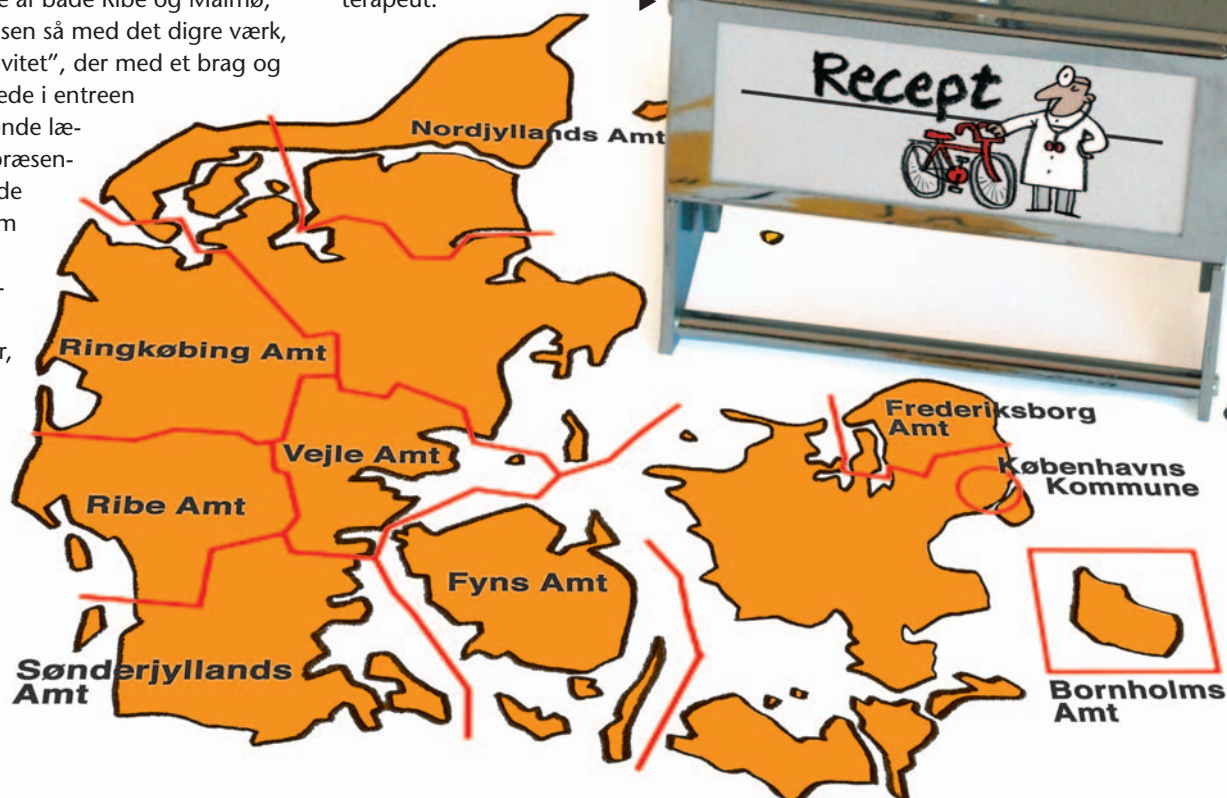 både Ribe og Malmø,
sen så med det digre værk,
vitet”, der med et brag og
ede i entreen
ende læ-
præsen-
de
m
-
r,
terapeut.
Recept
Nordjyllands Amt
Ringkøbing Amt
Vejle Amt
Ribe Amt
Sønderjyllands
Amt
Fyns Amt
Frederiksborg
Amt
Københavns
Kommune
Bornholms
Amt